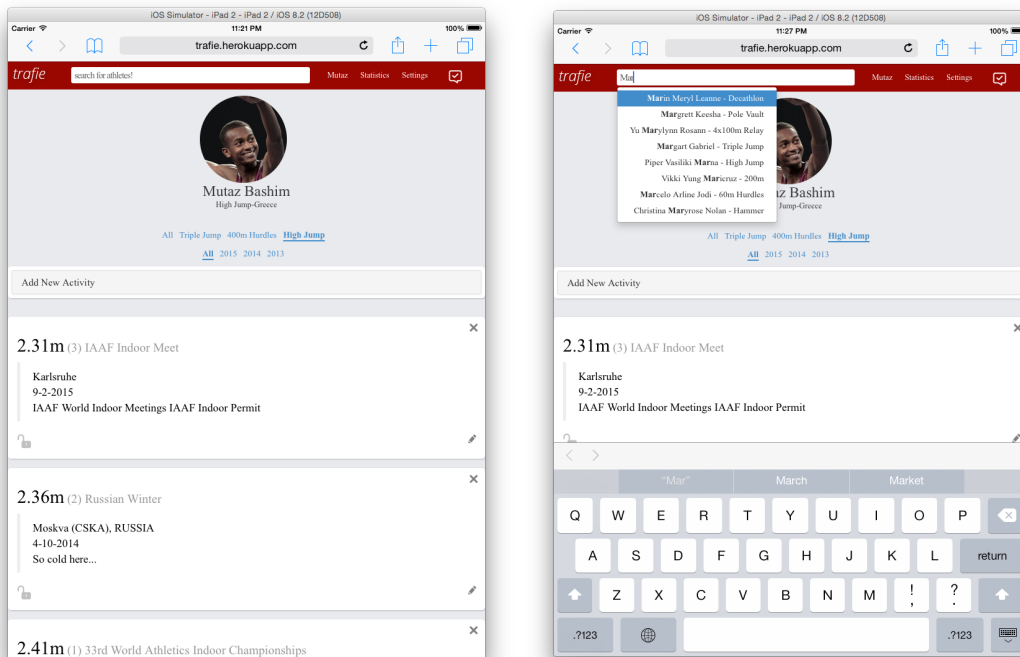 iOS Simulator - iPad 2 - iPad 2 / iOS 8.2 (12D508)
Carrier 11:21 PM 100%
trafie.herokuapp.com
trafie search for athletes! Mutaz Statistics Settings
Mutaz Bashim
High Jump-Greece
All Triple Jump 400m Hurdles High Jump
All 2015 2014 2013
Add New Activity
2.31m (3) IAAF Indoor Meet
Karlsruhe
9-2-2015
IAAF World Indoor Meetings IAAF Indoor Permit
2.36m (2) Russian Winter
Moskva (CSKA), RUSSIA
4-10-2014
So cold here...
2.41m (1) 33rd World Athletics Indoor Championships
iOS Simulator - iPad 2 - iPad 2 / iOS 8.2 (12D508)
Carrier 11:27 PM 100%
trafie.herokuapp.com
trafie Mar Mutaz Statistics Settings
Marin Meryl Leanne - Decathlon
Margrett Keesha - Pole Vault
Yu Marylynn Rosann - 4x100m Relay
Margart Gabriel - Triple Jump
Piper Vasiliki Marna - High Jump
Vikki Yung Maricruz - 200m
Marcelo Arline Jodi - 60m Hurdles
Christina Maryrose Nolan - Hammer
az Bashim
Jump-Greece
All Triple Jump 400m Hurdles High Jump
All 2015 2014 2013
Add New Activity
2.31m (3) IAAF Indoor Meet
Karlsruhe
9-2-2015
IAAF World Indoor Meetings IAAF Indoor Permit
"Mar" March Market
Q W E R T Y U I O P
A S D F G H J K L return
Z X C V B N M ! , ? .
.?123 .?123